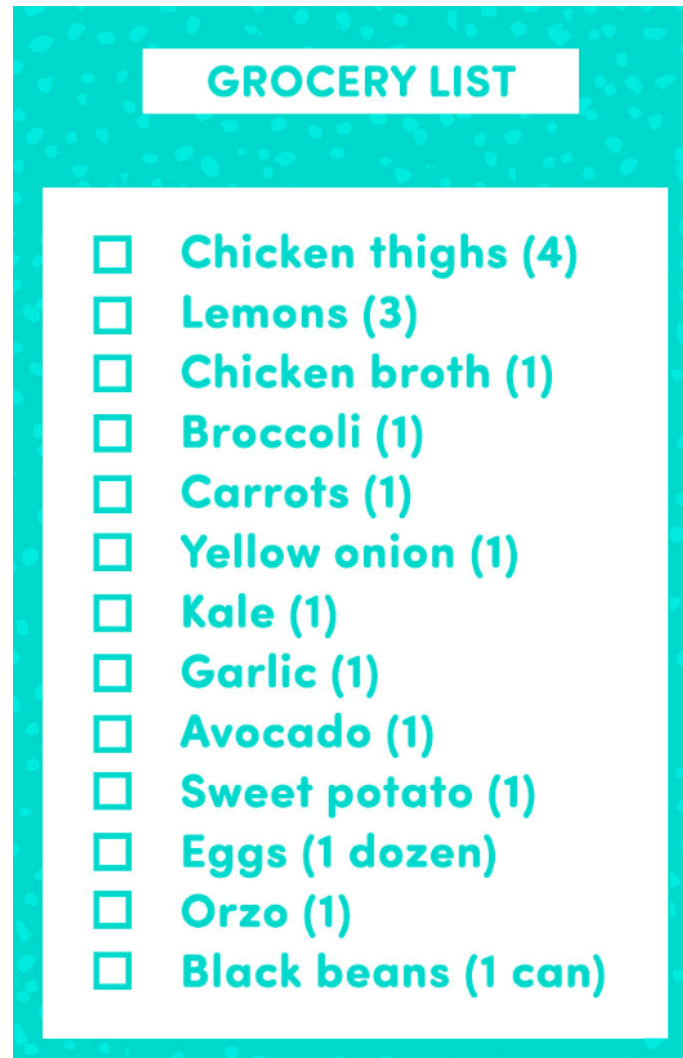 GROCERY LIST
Chicken thighs (4)
Lemons (3)
Chicken broth (1)
Broccoli (1)
Carrots (1)
Yellow onion (1)
Kale (1)
Garlic (1)
Avocado (1)
Sweet potato (1)
Eggs (1 dozen)
Orzo (1)
Black beans (1 can)